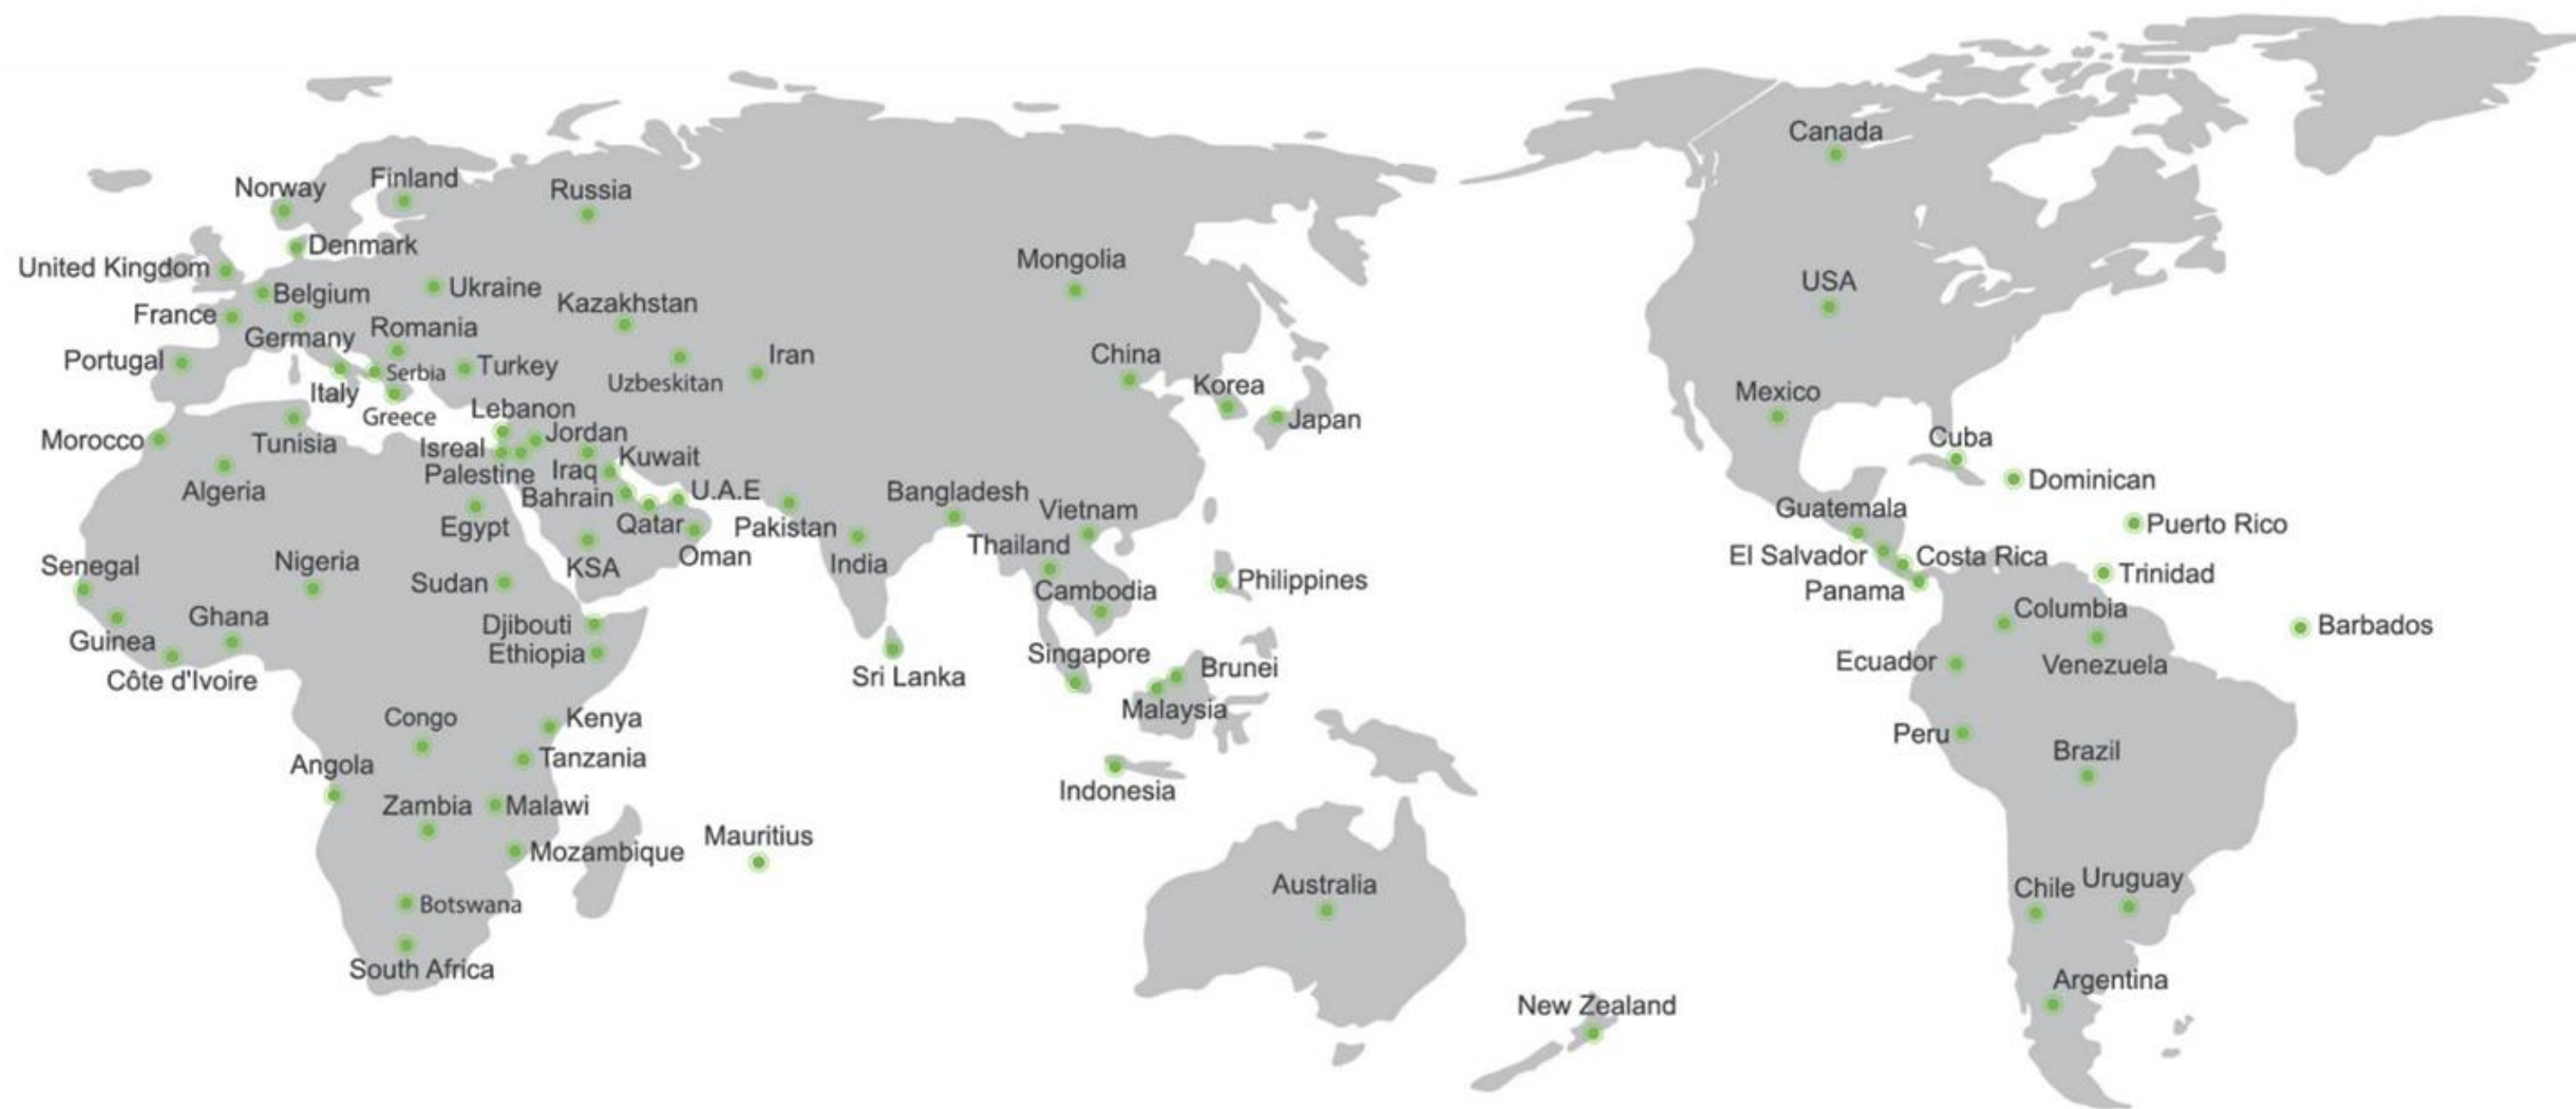 Canada
Norway
Finland
Russia
Denmark
United Kingdom
Mongolia
Belgium
Ukraine
USA
Kazakhstan
France
Germany
Romania
Portugal
Serbia
Turkey
Uzbeskitan
Iran
China
Korea
Japan
Mexico
Italy
Greece
Lebanon
Morocco
Tunisia
Isreal
Jordan
Cuba
Palestine
Iraq
Kuwait
Algeria
Bahrain
U.A.E
Bangladesh
Dominican
Egypt
Qatar
Pakistan
Vietnam
Guatemala
Puerto Rico
Senegal
Nigeria
Sudan
KSA
Oman
India
Thailand
El Salvador
Costa Rica
Philippines
Trinidad
Cambodia
Panama
Ghana
Djibouti
Columbia
Barbados
Guinea
Ethiopia
Singapore
Brunei
Ecuador
Venezuela
Côte d'Ivoire
Sri Lanka
Malaysia
Congo
Kenya
Peru
Tanzania
Brazil
Angola
Indonesia
Zambia
Malawi
Mauritius
Mozambique
Australia
Chile
Uruguay
Botswana
South Africa
Argentina
New Zealand